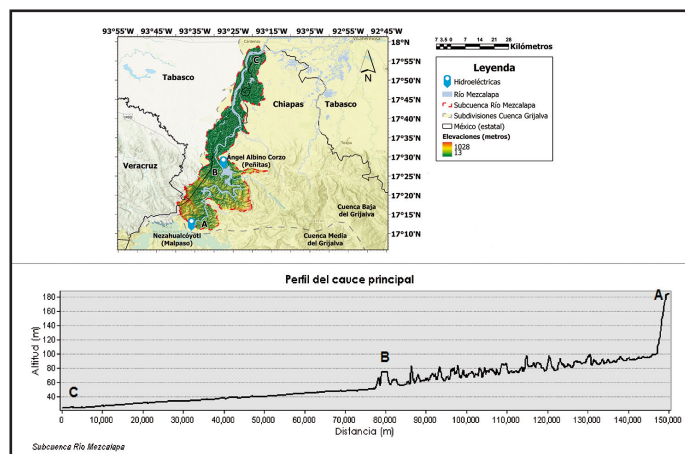 93°55'W 93°45'W 93°35'W 93°25'W 93°15'W 93°5'W 92°55'W 92°45'W
18°N
17°55'N
17°45'N
17°40'N
17°30'N
17°25'N
17°15'N
17°10'N
Cárdenas
Villahermosa
Tabasco
Chiapas
Tabasco
Veracruz
C
B
A
Ángel Albino Corzo
(Peñitas)
Nezahualcóyotl
(Malpaso)
Cuenca Baja
del Grijalva
Cuenca Media
del Grijalva
N
7 3.5 0 7 14 21 28
Kilómetros
Leyenda
Hidroeléctricas
Río Mezcalapa
Subcuenca Río Mezcalapa
Subdivisiones Cuenca Grijalva
México (estatal)
Elevaciones (metros)
1028
13
Perfil del cauce principal
Altitud (m)
180
160
140
120
100
80
60
40
A
B
C
0 10,000 20,000 30,000 40,000 50,000 60,000 70,000 80,000 90,000 100,000 110,000 120,000 130,000 140,000 150,000
Distancia (m)
Subcuenca Río Mezcalapa